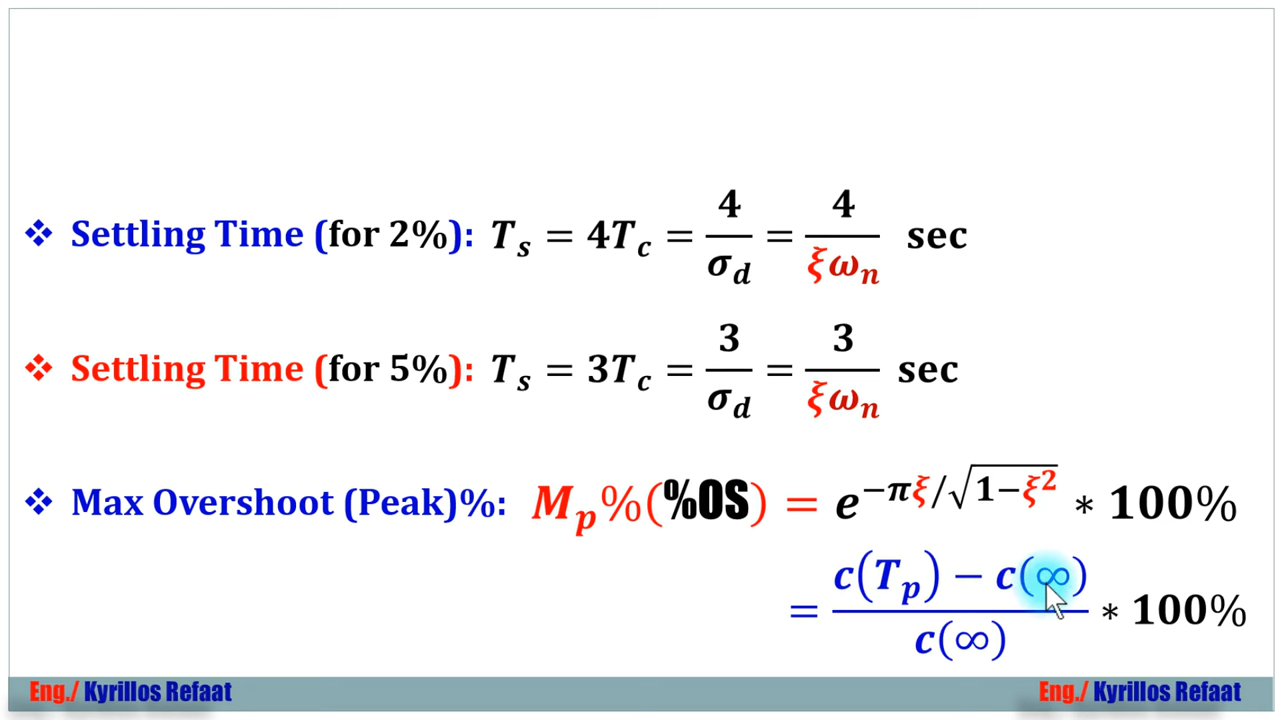 ❖ Settling Time (for 2%): T_s = 4T_c = 4/σ_d = 4/ξω_n sec
❖ Settling Time (for 5%): T_s = 3T_c = 3/σ_d = 3/ξω_n sec
❖ Max Overshoot (Peak)%: M_p%(%OS) = e^{−πξ/√(1−ξ²)} * 100%
= (c(T_p) − c(∞))/c(∞) * 100%
Eng./ Kyrillos Refaat Eng./ Kyrillos Refaat